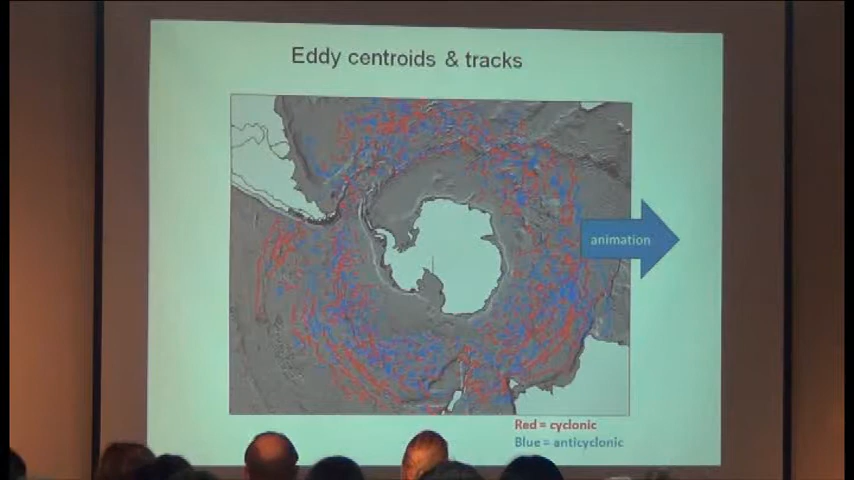 Eddy centroids & tracks
animation
Red = cyclonic
Blue = anticyclonic